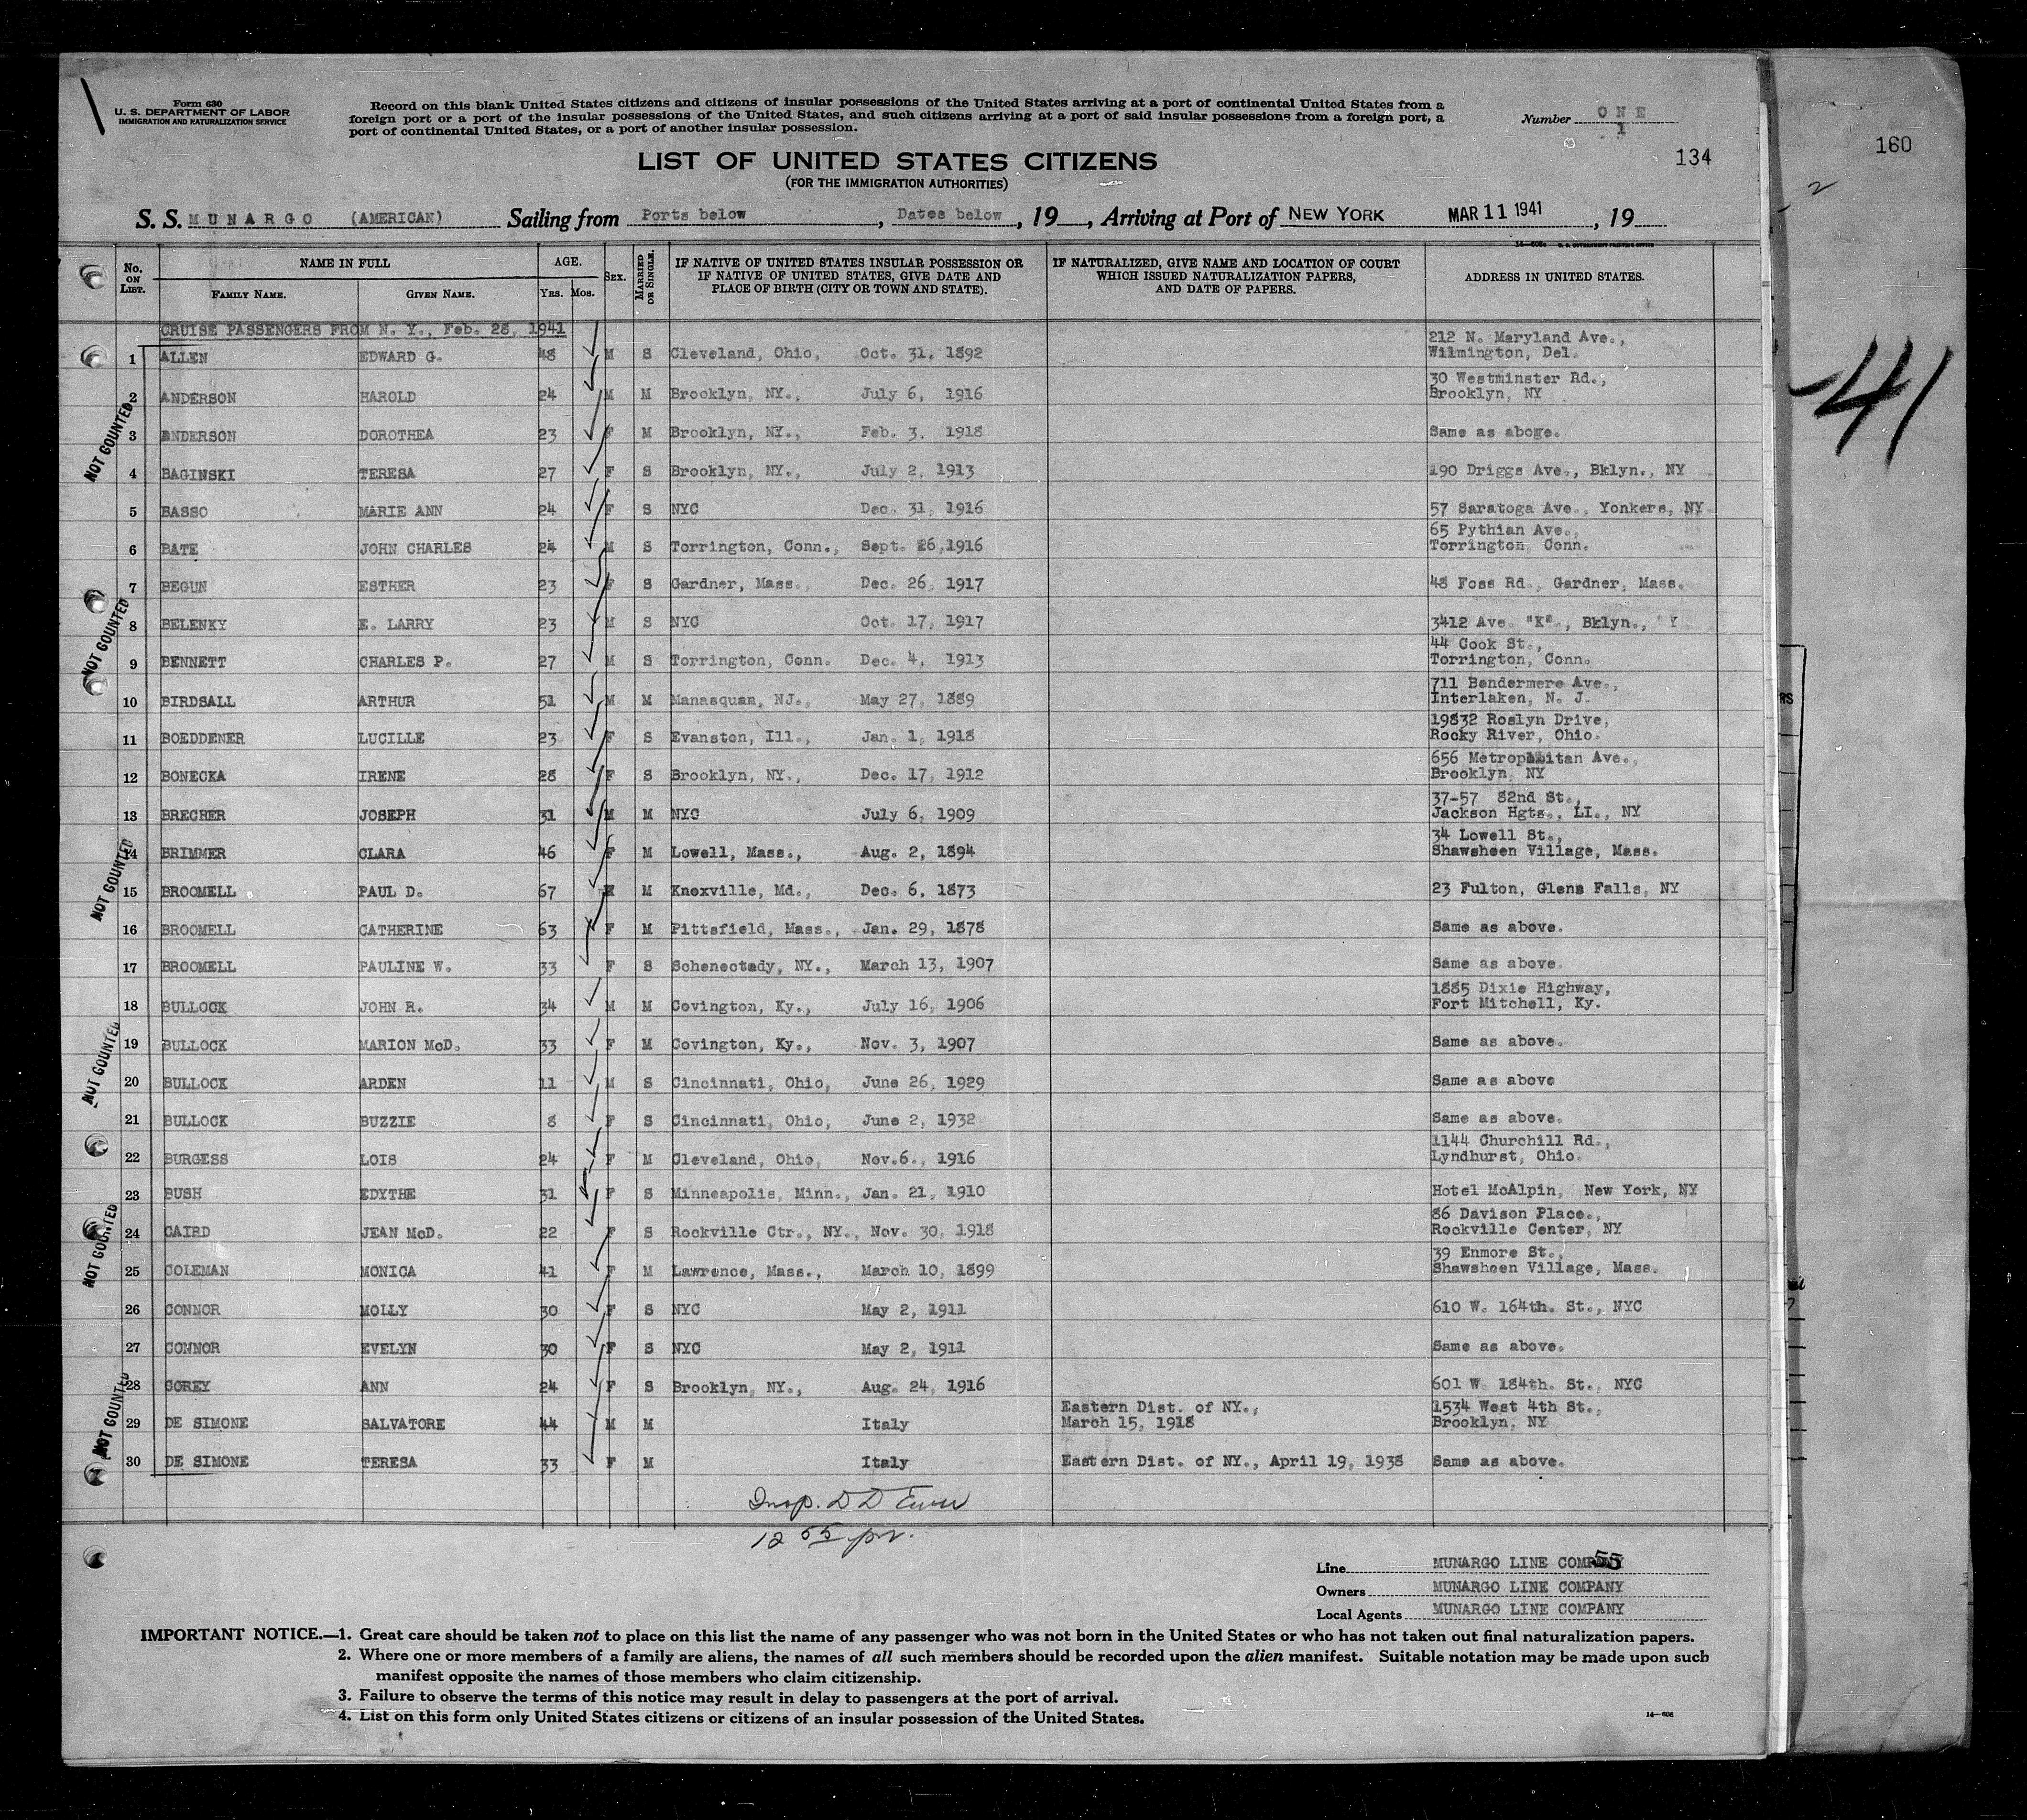 Form 630
U. S. DEPARTMENT OF LABOR
IMMIGRATION AND NATURALIZATION SERVICE
Record on this blank United States citizens and citizens of insular possessions of the United States arriving at a port of continental United States from a
foreign port or a port of the insular possessions of the United States, and such citizens arriving at a port of said insular possessions from a foreign port, a
port of continental United States, or a port of another insular possession.
Number ONE
1
134
160
2
LIST OF UNITED STATES CITIZENS
(FOR THE IMMIGRATION AUTHORITIES)
S. S. MUNARGO (AMERICAN) Sailing from Ports below, Dates below, 19__, Arriving at Port of NEW YORK MAR 11 1941, 19
No. ON LIST. NAME IN FULL AGE. SEX. MARRIED OR SINGLE. IF NATIVE OF UNITED STATES INSULAR POSSESSION OR IF NATIVE OF UNITED STATES, GIVE DATE AND PLACE OF BIRTH (CITY OR TOWN AND STATE). IF NATURALIZED, GIVE NAME AND LOCATION OF COURT WHICH ISSUED NATURALIZATION PAPERS, AND DATE OF PAPERS. ADDRESS IN UNITED STATES.
FAMILY NAME. GIVEN NAME. YRS. MOS.
CRUISE PASSENGERS FROM N. Y., Feb. 28, 1941
1 ALLEN EDWARD G. 48 M S Cleveland, Ohio, Oct. 31, 1892 212 N. Maryland Ave., Wilmington, Del.
2 ANDERSON HAROLD 24 M M Brooklyn, NY., July 6, 1916 30 Westminster Rd., Brooklyn, NY
3 ANDERSON DOROTHEA 23 F M Brooklyn, NY., Feb. 3, 1918 Same as aboge.
4 BAGINSKI TERESA 27 F S Brooklyn, NY., July 2, 1913 190 Driggs Ave., Bklyn., NY
5 BASSO MARIE ANN 24 F S NYC Dec. 31, 1916 57 Saratoga Ave., Yonkers, NY
6 BATE JOHN CHARLES 24 M S Torrington, Conn., Sept. 26, 1916 65 Pythian Ave., Torrington, Conn.
7 BEGUN ESTHER 23 F S Gardner, Mass., Dec. 26, 1917 48 Foss Rd., Gardner, Mass.
8 BELENKY E. LARRY 23 M S NYC Oct. 17, 1917 3412 Ave. "K", Bklyn., Y
9 BENNETT CHARLES P. 27 M S Torrington, Conn. Dec. 4, 1913 44 Cook St., Torrington, Conn.
10 BIRDSALL ARTHUR 51 M M Manasquan, NJ., May 27, 1889 711 Bendermere Ave., Interlaken, N. J.
11 BOEDDENER LUCILLE 23 F S Evanston, Ill., Jan. 1, 1918 19832 Roslyn Drive, Rocky River, Ohio.
12 BONECKA IRENE 28 F S Brooklyn, NY., Dec. 17, 1912 656 Metropolitan Ave., Brooklyn, NY
13 BRECHER JOSEPH 31 M M NYC July 6, 1909 37-57 82nd St., Jackson Hgts., LI., NY
14 BRIMMER CLARA 46 F M Lowell, Mass., Aug. 2, 1894 34 Lowell St., Shawsheen Village, Mass.
15 BROOMELL PAUL D. 67 M M Knoxville, Md., Dec. 6, 1873 23 Fulton, Glens Falls, NY
16 BROOMELL CATHERINE 63 F M Pittsfield, Mass., Jan. 29, 1878 Same as above.
17 BROOMELL PAULINE W. 33 F S Schenectady, NY., March 13, 1907 Same as above.
18 BULLOCK JOHN R. 34 M M Covington, Ky., July 16, 1906 1885 Dixie Highway, Fort Mitchell, Ky.
19 BULLOCK MARION McD. 33 F M Covington, Ky., Nov. 3, 1907 Same as above.
20 BULLOCK ARDEN 11 M S Cincinnati, Ohio, June 26, 1929 Same as above
21 BULLOCK BUZZIE 8 F S Cincinnati, Ohio, June 2, 1932 Same as above.
22 BURGESS LOIS 24 F M Cleveland, Ohio, Nov.6., 1916 1144 Churchill Rd., Lyndhurst, Ohio.
23 BUSH EDYTHE 31 F S Minneapolis, Minn., Jan. 21, 1910 Hotel McAlpin, New York, NY
24 CAIRD JEAN McD. 22 F S Rockville Ctr., NY., Nov. 30, 1918 86 Davison Place., Rockville Center, NY
25 COLEMAN MONICA 41 F M Lawrence, Mass., March 10, 1899 39 Enmore St., Shawsheen Village, Mass.
26 CONNOR MOLLY 30 F S NYC May 2, 1911 610 W. 164th. St., NYC
27 CONNOR EVELYN 30 F S NYC May 2, 1911 Same as above.
28 COREY ANN 24 F S Brooklyn, NY., Aug. 24, 1916 601 W. 184th. St., NYC
29 DE SIMONE SALVATORE 44 M M Italy Eastern Dist. of NY., March 15, 1918 1534 West 4th St., Brooklyn, NY
30 DE SIMONE TERESA 33 F M Italy Eastern Dist. of NY., April 19, 1938 Same as above.
NOT COUNTED
NOT COUNTED
NOT COUNTED
NOT COUNTED
NOT COUNTED
NOT COUNTED
-41
Insp. D D
12 55 pm.
Line MUNARGO LINE COMPANY
55
Owners MUNARGO LINE COMPANY
Local Agents MUNARGO LINE COMPANY
IMPORTANT NOTICE.—1. Great care should be taken not to place on this list the name of any passenger who was not born in the United States or who has not taken out final naturalization papers.
2. Where one or more members of a family are aliens, the names of all such members should be recorded upon the alien manifest. Suitable notation may be made upon such
manifest opposite the names of those members who claim citizenship.
3. Failure to observe the terms of this notice may result in delay to passengers at the port of arrival.
4. List on this form only United States citizens or citizens of an insular possession of the United States.